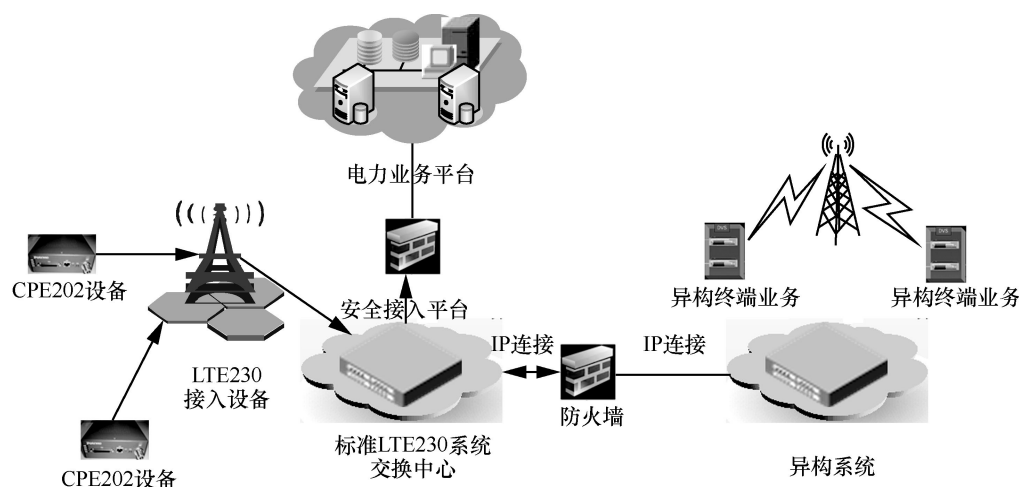 电力业务平台
CPE202设备
安全接入平台
DVS
DVS
异构终端业务
异构终端业务
LTE230
接入设备
IP连接
IP连接
防火墙
CPE202设备
标准LTE230系统
交换中心
异构系统